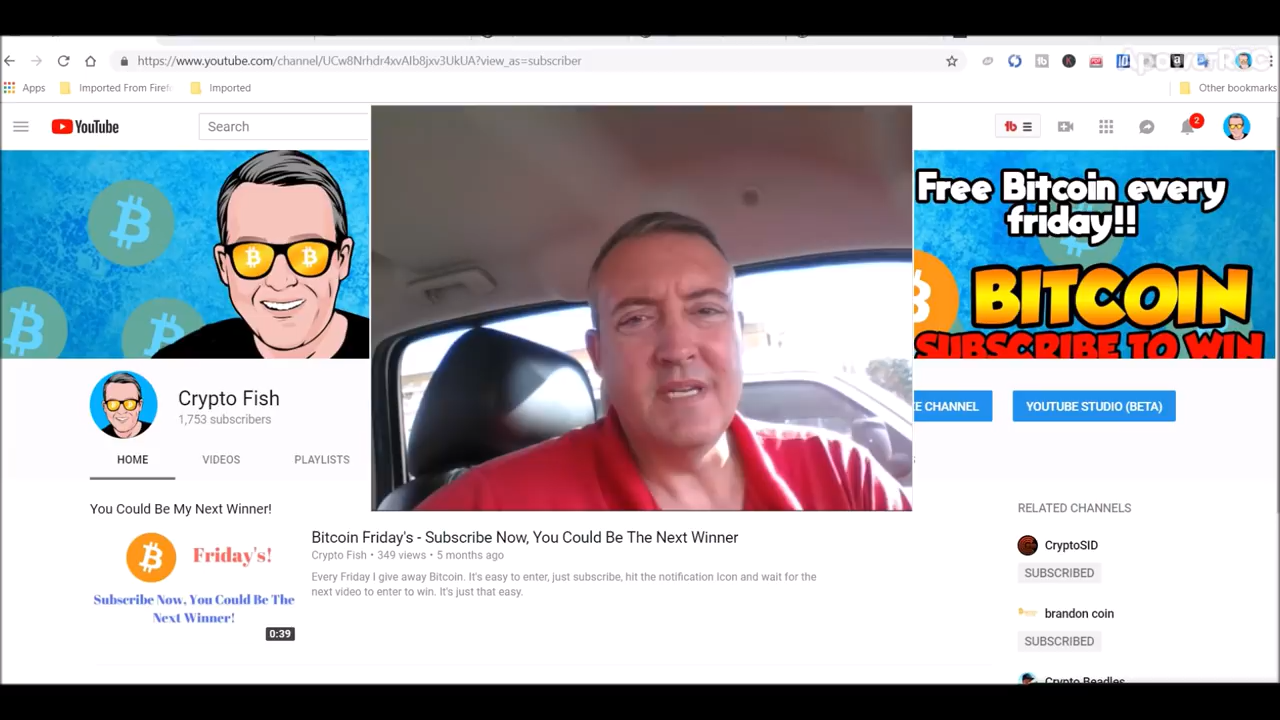 ApowerREC
https://www.youtube.com/channel/UCw8Nrhdr4xvAIb8jxv3UkUA?view_as=subscriber
Apps
Imported From Firef
Imported
Other bookmarks
YouTube
Search
2
Free Bitcoin every
friday!!
BITCOIN
SUBSCRIBE TO WIN
Crypto Fish
1,753 subscribers
CHANNEL
YOUTUBE STUDIO (BETA)
HOME
VIDEOS
PLAYLISTS
You Could Be My Next Winner!
Friday's!
Subscribe Now, You Could Be The
Next Winner!
0:39
Bitcoin Friday's - Subscribe Now, You Could Be The Next Winner
Crypto Fish • 349 views • 5 months ago
Every Friday I give away Bitcoin. It's easy to enter, just subscribe, hit the notification Icon and wait for the
next video to enter to win. It's just that easy.
RELATED CHANNELS
CryptoSID
SUBSCRIBED
brandon coin
SUBSCRIBED
Crypto Beadles